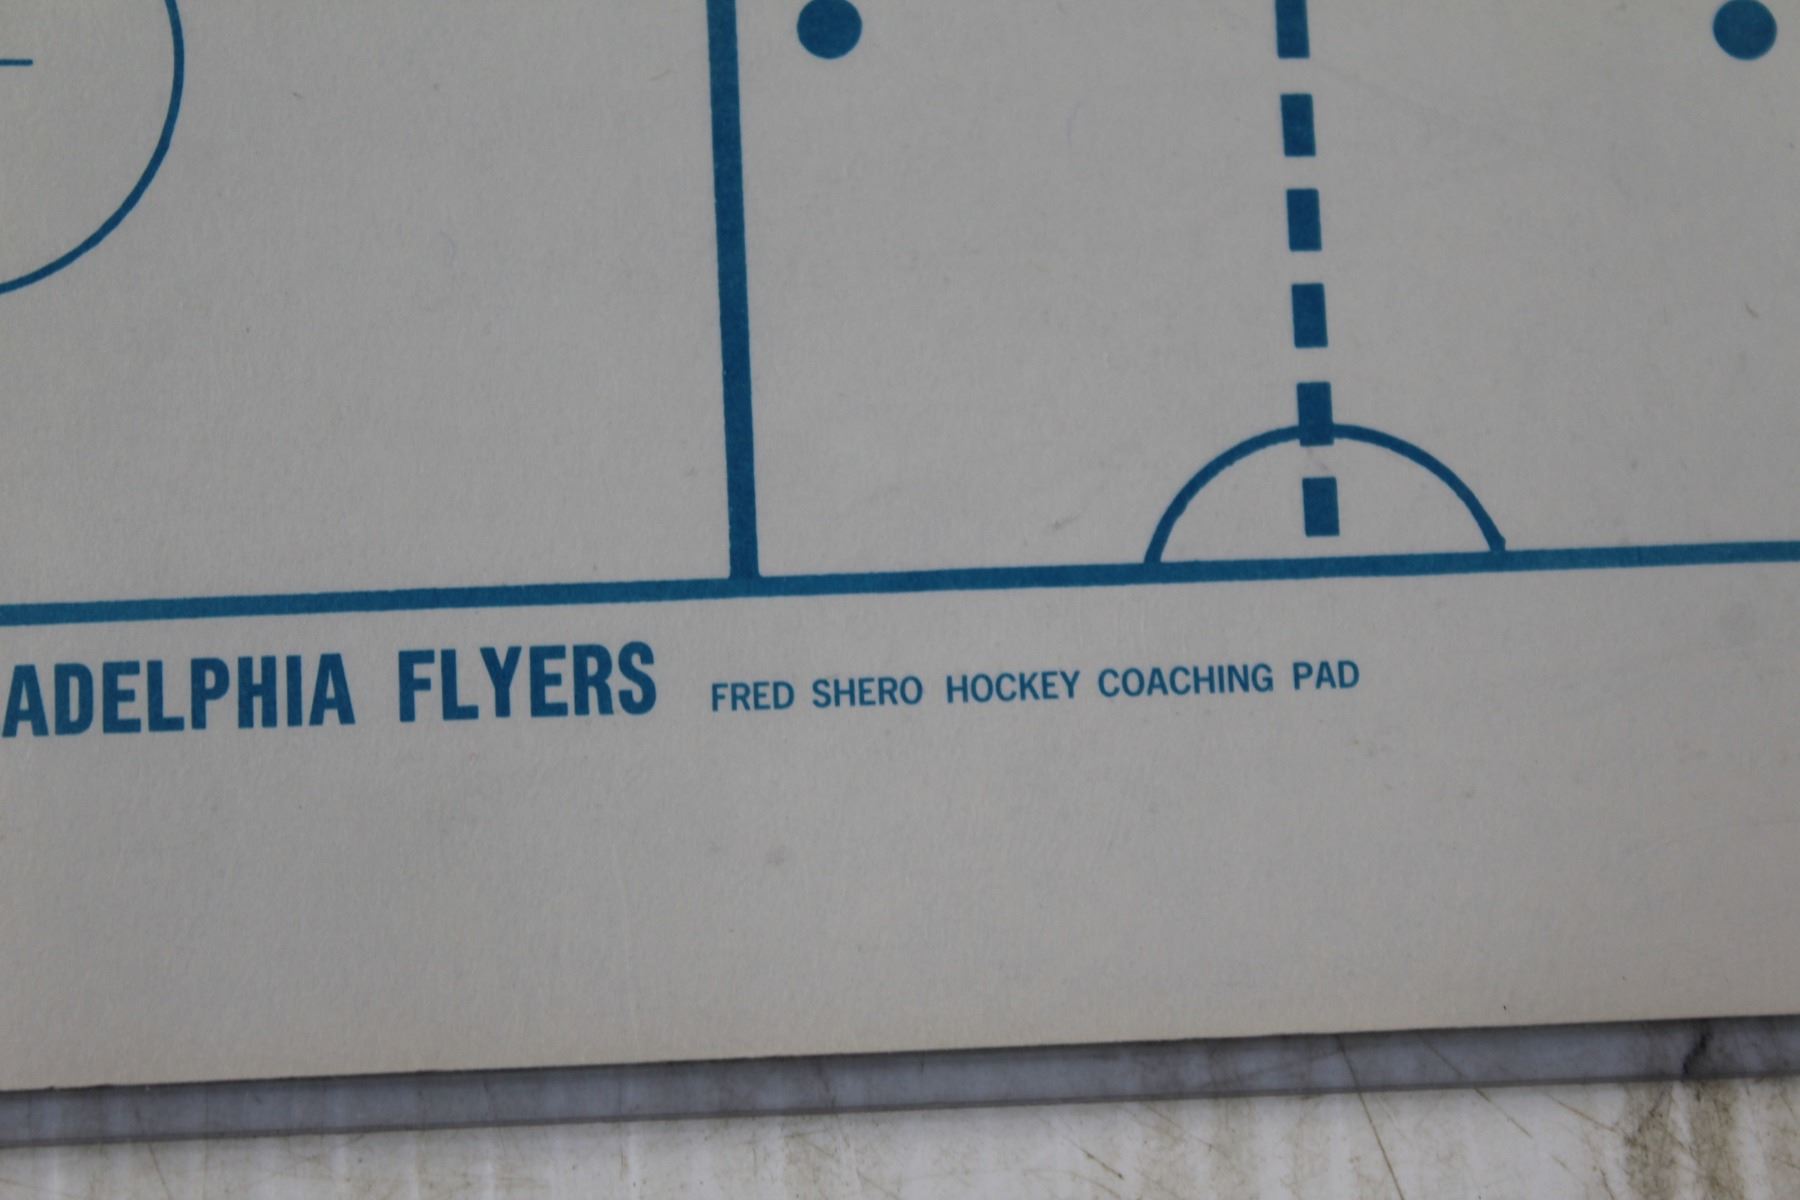 ADELPHIA FLYERS FRED SHERO HOCKEY COACHING PAD